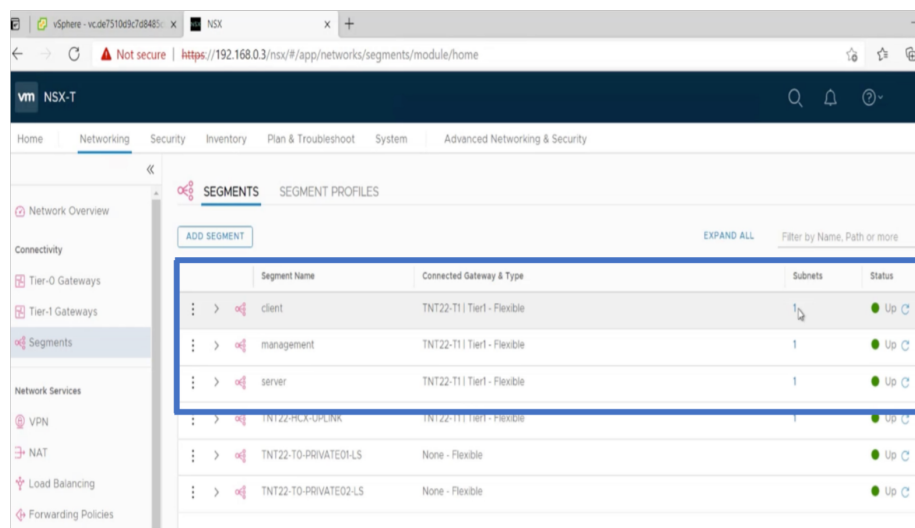 vSphere - vc.de7510d9c7d8485c
NSX
Not secure | https://192.168.0.3/nsx/#/app/networks/segments/module/home
vm NSX-T
Home Networking Security Inventory Plan & Troubleshoot System Advanced Networking & Security
SEGMENTS SEGMENT PROFILES
Network Overview
ADD SEGMENT EXPAND ALL Filter by Name, Path or more
Connectivity
Segment Name Connected Gateway & Type Subnets Status
Tier-0 Gateways
client TNT22-T1 | Tier1 - Flexible 1 Up
Tier-1 Gateways
Segments
management TNT22-T1 | Tier1 - Flexible 1 Up
server TNT22-T1 | Tier1 - Flexible 1 Up
Network Services
VPN
TNT22-HCX-UPLINK TNT22-T1 | Tier1 - Flexible 1 Up
NAT
TNT22-T0-PRIVATE01-LS None - Flexible Up
Load Balancing
TNT22-T0-PRIVATE02-LS None - Flexible Up
Forwarding Policies